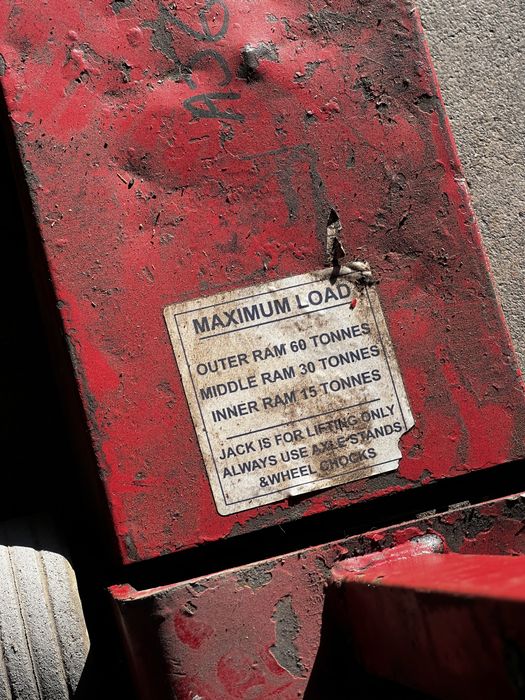 MAXIMUM LOAD
OUTER RAM 60 TONNES
MIDDLE RAM 30 TONNES
INNER RAM 15 TONNES
JACK IS FOR LIFTING ONLY
ALWAYS USE AXLE STANDS
&WHEEL CHOCKS